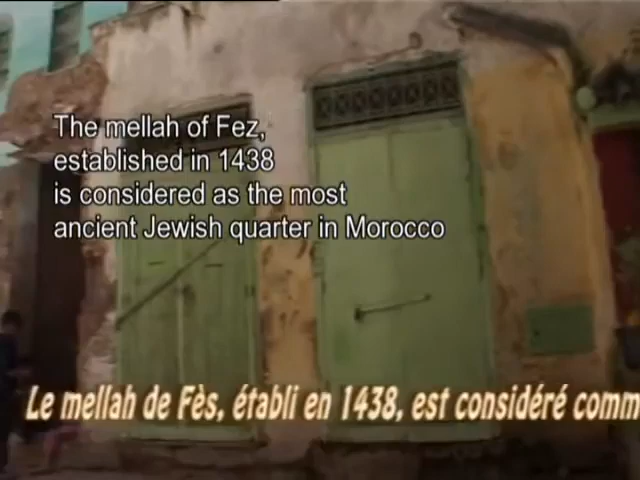 The mellah of Fez,
established in 1438
is considered as the most
ancient Jewish quarter in Morocco
Le mellah de Fès, établi en 1438, est considéré comm